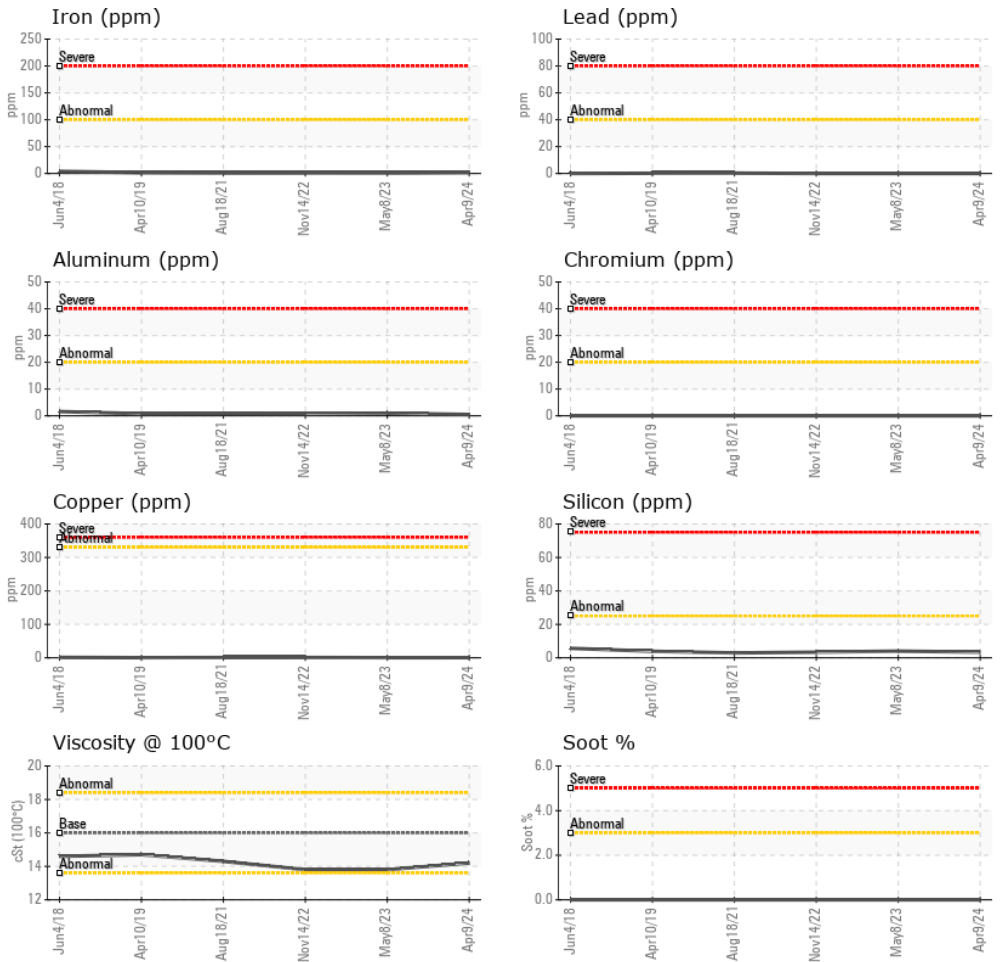 Iron (ppm)
250
200
150
100
50
0
ppm
Severe
Abnormal
Jun4/18
Apr10/19
Aug18/21
Nov14/22
May8/23
Apr9/24
Lead (ppm)
100
80
60
40
20
0
ppm
Severe
Abnormal
Jun4/18
Apr10/19
Aug18/21
Nov14/22
May8/23
Apr9/24
Aluminum (ppm)
50
40
30
20
10
0
ppm
Severe
Abnormal
Jun4/18
Apr10/19
Aug18/21
Nov14/22
May8/23
Apr9/24
Chromium (ppm)
50
40
30
20
10
0
ppm
Severe
Abnormal
Jun4/18
Apr10/19
Aug18/21
Nov14/22
May8/23
Apr9/24
Copper (ppm)
400
300
200
100
0
ppm
Severe
Abnormal
Jun4/18
Apr10/19
Aug18/21
Nov14/22
May8/23
Apr9/24
Silicon (ppm)
80
60
40
20
0
ppm
Severe
Abnormal
Jun4/18
Apr10/19
Aug18/21
Nov14/22
May8/23
Apr9/24
Viscosity @ 100°C
20
18
16
14
12
cSt (100°C)
Abnormal
Base
Abnormal
Jun4/18
Apr10/19
Aug18/21
Nov14/22
May8/23
Apr9/24
Soot %
6.0
4.0
2.0
0.0
Soot %
Severe
Abnormal
Jun4/18
Apr10/19
Aug18/21
Nov14/22
May8/23
Apr9/24